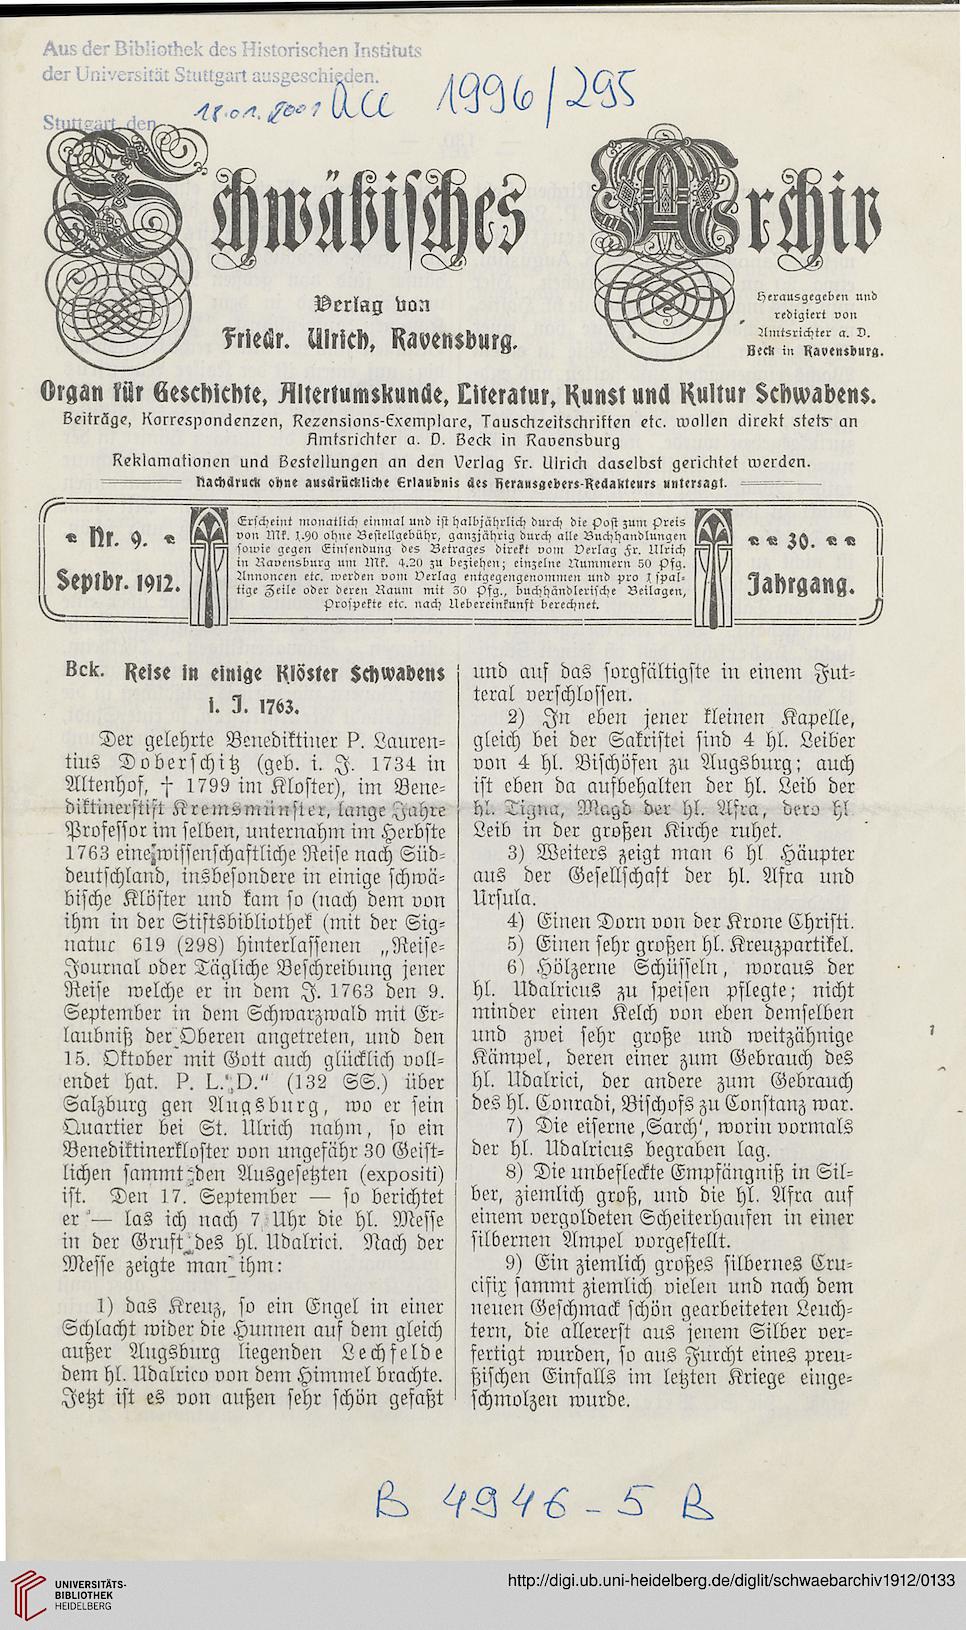 Aus der Bibliothek des Historischen Instituts
der Universität Stuttgart ausgeschieden.
Stuttgart, den 18.01.2001 Acc 1996/295
Schwäbisches Archiv
Verlag von
Friedr. Ulrich, Ravensburg.
Herausgegeben und
redigiert von
Amtsrichter a. D.
Beck in Ravensburg.
Organ für Geschichte, Altertumskunde, Literatur, Kunst und Kultur Schwabens.
Beiträge, Korrespondenzen, Rezensions-Exemplare, Tauschzeitschriften etc. wollen direkt stets an
Amtsrichter a. D. Beck in Ravensburg
Reklamationen und Bestellungen an den Verlag Fr. Ulrich daselbst gerichtet werden.
Nachdruck ohne ausdrückliche Erlaubnis des Herausgebers-Redakteurs untersagt.
Nr. 9.
Septbr. 1912.
Erscheint monatlich einmal und ist halbjährlich durch die Post zum Preis
von Mk. 1.90 ohne Bestellgebühr, ganzjährig durch alle Buchhandlungen
sowie gegen Einsendung des Betrages direkt vom Verlag Fr. Ulrich
in Ravensburg um Mk. 4.20 zu beziehen; einzelne Nummern 50 Pfg.
Annoncen etc. werden vom Verlag entgegengenommen und pro 1 spal-
tige Zeile oder deren Raum mit 30 Pfg., buchhändlerische Beilagen,
Prospekte etc. nach Uebereinkunft berechnet.
30.
Jahrgang.
Bck. Reise in einige Klöster Schwabens
i. J. 1763.
Der gelehrte Benediktiner P. Lauren-
tius Doberschitz (geb. i. J. 1734 in
Altenhof, † 1799 im Kloster), im Bene-
diktinerstift Kremsmünster, lange Jahre
Professor im selben, unternahm im Herbste
1763 eine wissenschaftliche Reise nach Süd-
deutschland, insbesondere in einige schwä-
bische Klöster und kam so (nach dem von
ihm in der Stiftsbibliothek (mit der Sig-
natur 619 (298) hinterlassenen „Reise-
Journal oder Tägliche Beschreibung jener
Reise welche er in dem J. 1763 den 9.
September in dem Schwarzwald mit Er-
laubniß der Oberen angetreten, und den
15. Oktober mit Gott auch glücklich voll-
endet hat. P. L. D." (132 SS.) über
Salzburg gen Augsburg, wo er sein
Quartier bei St. Ulrich nahm, so ein
Benediktinerkloster von ungefähr 30 Geist-
lichen sammt den Ausgesetzten (expositi)
ist. Den 17. September — so berichtet
er — las ich nach 7 Uhr die hl. Messe
in der Gruft des hl. Udalrici. Nach der
Messe zeigte man ihm:
1) das Kreuz, so ein Engel in einer
Schlacht wider die Hunnen auf dem gleich
außer Augsburg liegenden Lechfelde
dem hl. Udalrico von dem Himmel brachte.
Jetzt ist es von außen sehr schön gefaßt
und auf das sorgfältigste in einem Fut-
teral verschlossen.
2) In eben jener kleinen Kapelle,
gleich bei der Sakristei sind 4 hl. Leiber
von 4 hl. Bischöfen zu Augsburg; auch
ist eben da aufbehalten der hl. Leib der
hl. Digna, Magd der hl. Afra, dero hl
Leib in der großen Kirche ruhet.
3) Weiters zeigt man 6 hl Häupter
aus der Gesellschaft der hl. Afra und
Ursula.
4) Einen Dorn von der Krone Christi.
5) Einen sehr großen hl. Kreuzpartikel.
6) Hölzerne Schüsseln, woraus der
hl. Udalricus zu speisen pflegte; nicht
minder einen Kelch von eben demselben
und zwei sehr große und weitzähnige
Kämpel, deren einer zum Gebrauch des
hl. Udalrici, der andere zum Gebrauch
des hl. Conradi, Bischofs zu Constanz war.
7) Die eiserne ‚Sarch', worin vormals
der hl. Udalricus begraben lag.
8) Die unbefleckte Empfängniß in Sil-
ber, ziemlich groß, und die hl. Afra auf
einem vergoldeten Scheiterhaufen in einer
silbernen Ampel vorgestellt.
9) Ein ziemlich großes silbernes Cru-
cifix sammt ziemlich vielen und nach dem
neuen Geschmack schön gearbeiteten Leuch-
tern, die allererst aus jenem Silber ver-
fertigt wurden, so aus Furcht eines preu-
ßischen Einfalls im letzten Kriege einge-
schmolzen wurde.
B 4946-5 B
UNIVERSITÄTS-
BIBLIOTHEK
HEIDELBERG
http://digi.ub.uni-heidelberg.de/diglit/schwaebarchiv1912/0133